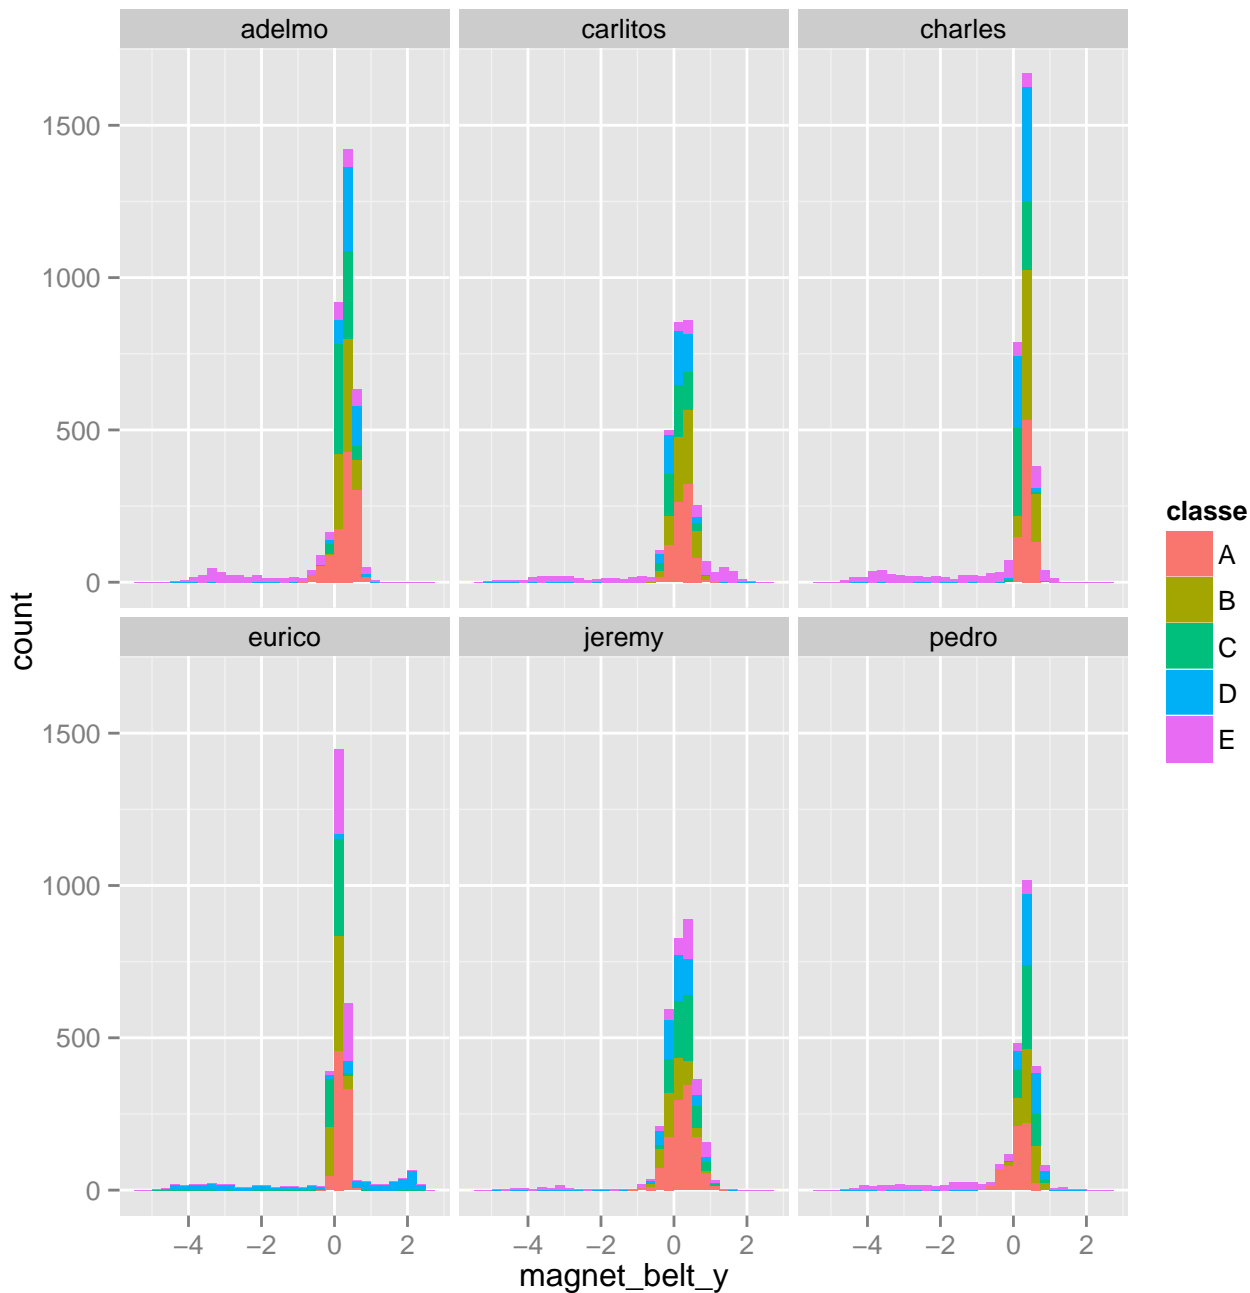 adelmo
carlitos
charles
1500
1000
500
0
eurico
jeremy
pedro
1500
1000
500
0
−4 −2 0 2
−4 −2 0 2
−4 −2 0 2
magnet_belt_y
count
classe
A
B
C
D
E